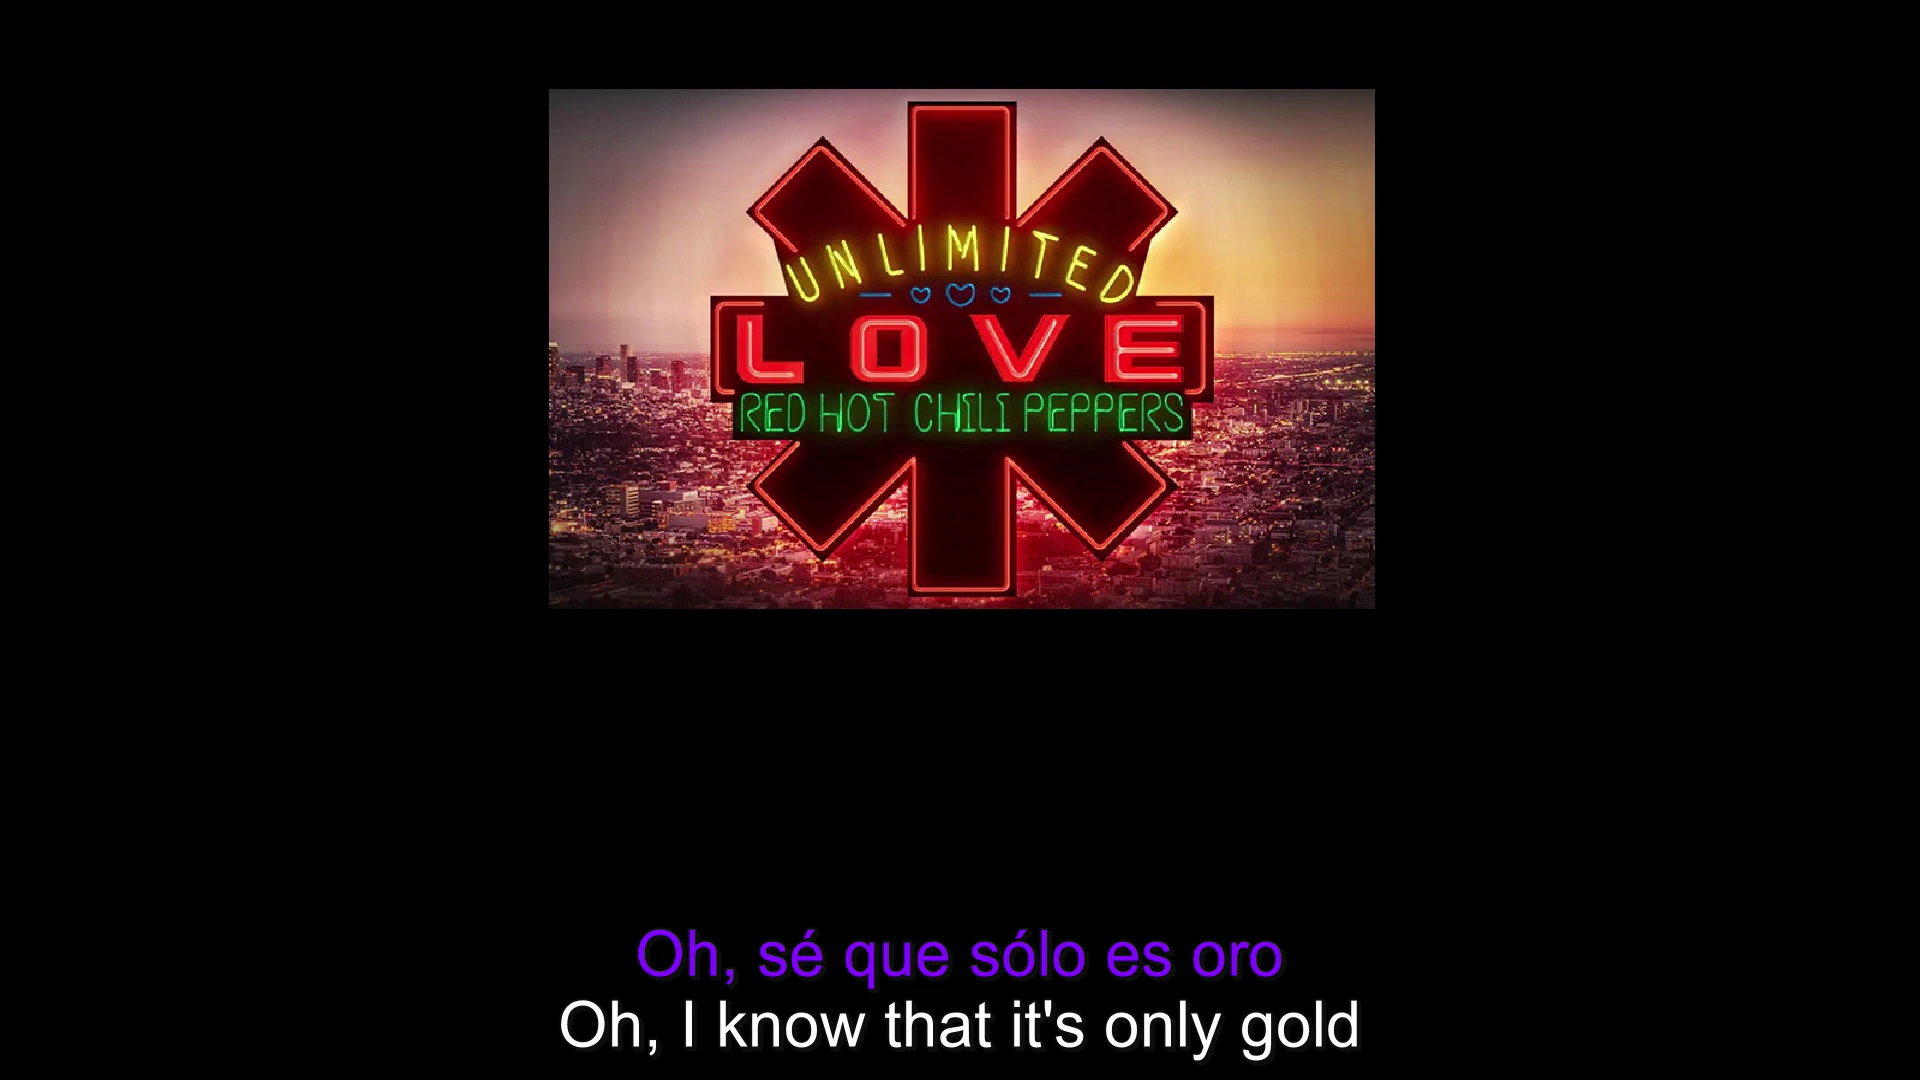 UNLIMITED
LOVE
RED HOT CHILI PEPPERS
Oh, sé que sólo es oro
Oh, I know that it's only gold